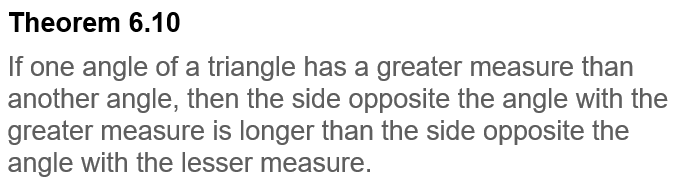 Theorem 6.10
If one angle of a triangle has a greater measure than
another angle, then the side opposite the angle with the
greater measure is longer than the side opposite the
angle with the lesser measure.